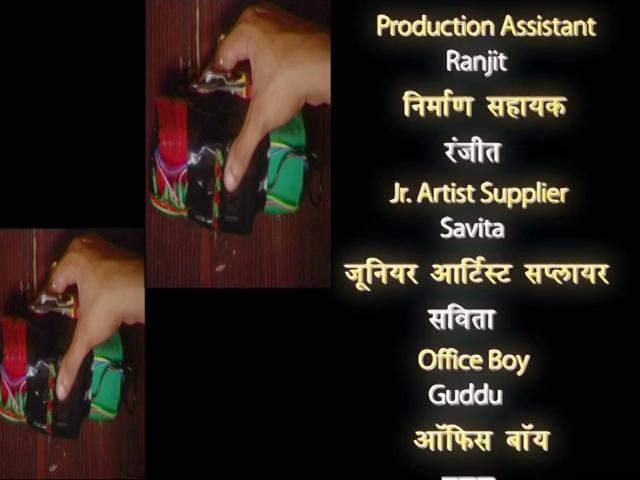 Production Assistant
Ranjit
निर्माण सहायक
रंजीत
Jr. Artist Supplier
Savita
जूनियर आर्टिस्ट सप्लायर
सविता
Office Boy
Guddu
ऑफिस बॉय